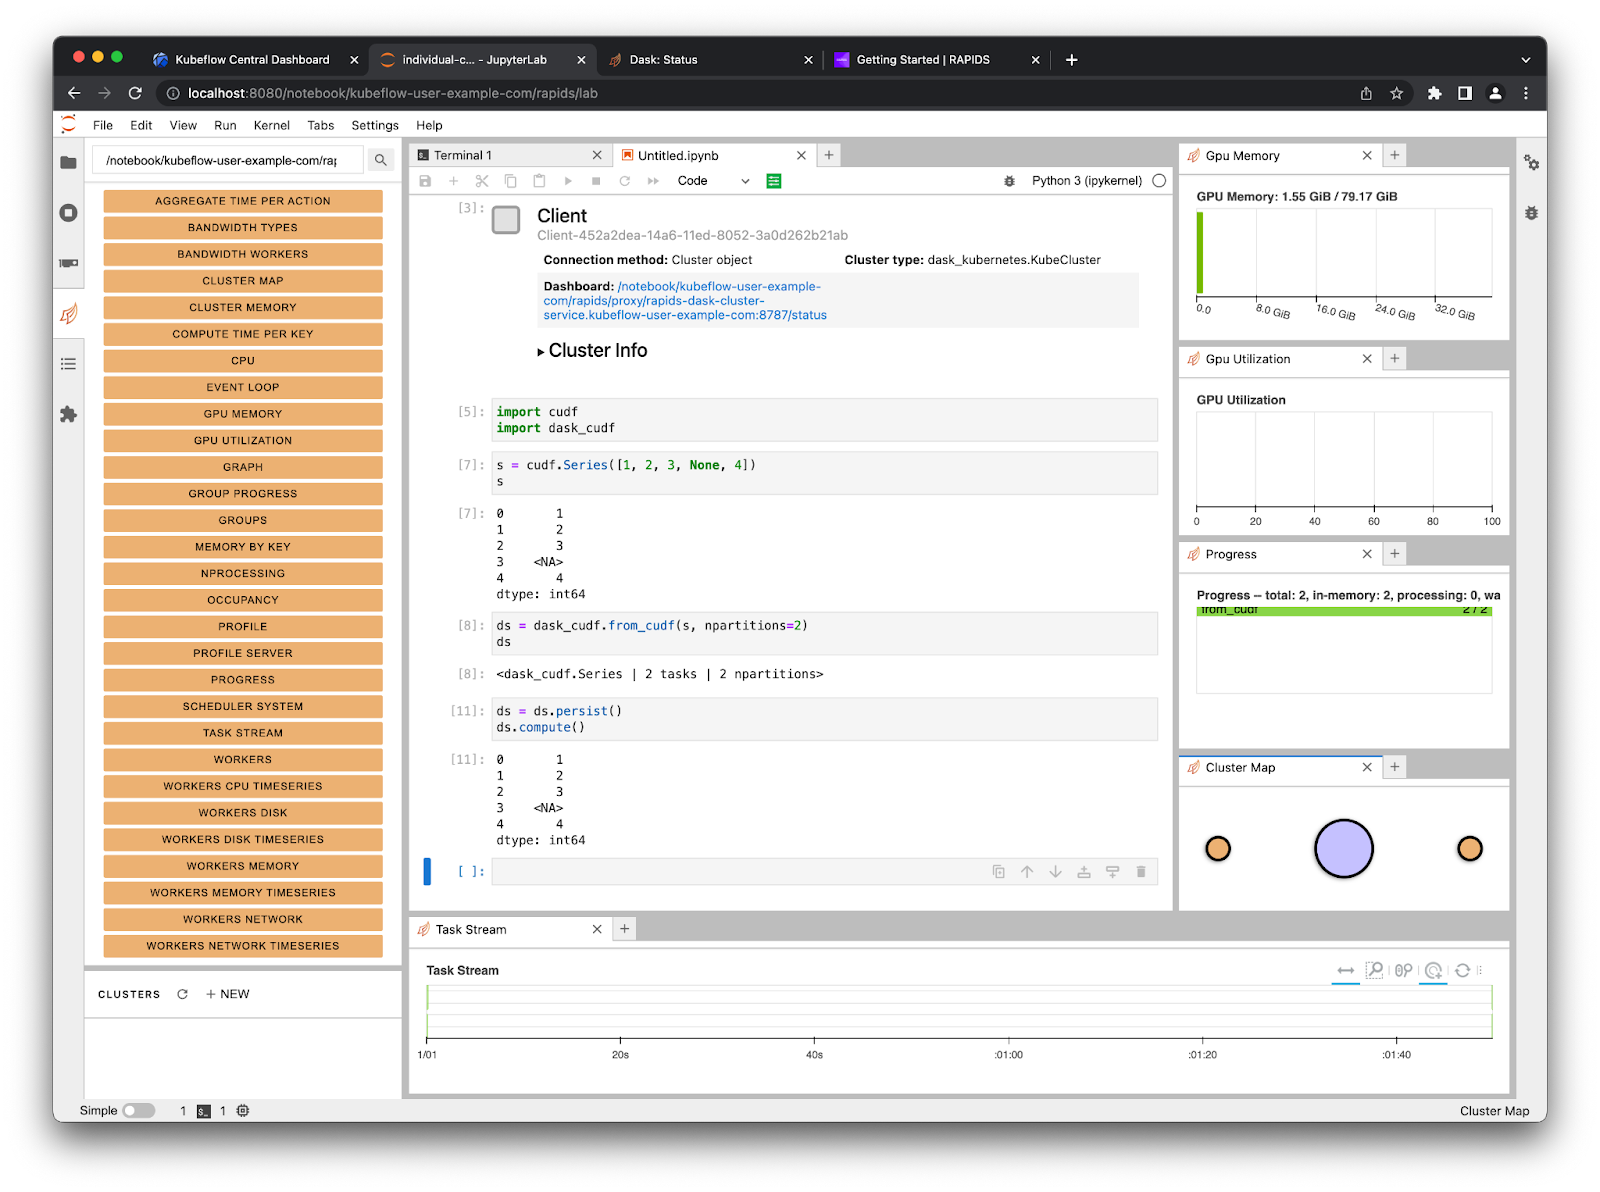 Kubeflow Central Dashboard
individual-c... - JupyterLab
Dask: Status
Getting Started | RAPIDS
localhost:8080/notebook/kubeflow-user-example-com/rapids/lab
File Edit View Run Kernel Tabs Settings Help
/notebook/kubeflow-user-example-com/rap
AGGREGATE TIME PER ACTION
BANDWIDTH TYPES
BANDWIDTH WORKERS
CLUSTER MAP
CLUSTER MEMORY
COMPUTE TIME PER KEY
CPU
EVENT LOOP
GPU MEMORY
GPU UTILIZATION
GRAPH
GROUP PROGRESS
GROUPS
MEMORY BY KEY
NPROCESSING
OCCUPANCY
PROFILE
PROFILE SERVER
PROGRESS
SCHEDULER SYSTEM
TASK STREAM
WORKERS
WORKERS CPU TIMESERIES
WORKERS DISK
WORKERS DISK TIMESERIES
WORKERS MEMORY
WORKERS MEMORY TIMESERIES
WORKERS NETWORK
WORKERS NETWORK TIMESERIES
CLUSTERS + NEW
Terminal 1
Untitled.ipynb
Code
Python 3 (ipykernel)
[3]:
Client
Client-452a2dea-14a6-11ed-8052-3a0d262b21ab
Connection method: Cluster object Cluster type: dask_kubernetes.KubeCluster
Dashboard: /notebook/kubeflow-user-example-
com/rapids/proxy/rapids-dask-cluster-
service.kubeflow-user-example-com:8787/status
Cluster Info
[5]: import cudf
import dask_cudf
[7]: s = cudf.Series([1, 2, 3, None, 4])
s
[7]: 0 1
1 2
2 3
3 <NA>
4 4
dtype: int64
[8]: ds = dask_cudf.from_cudf(s, npartitions=2)
ds
[8]: <dask_cudf.Series | 2 tasks | 2 npartitions>
[11]: ds = ds.persist()
ds.compute()
[11]: 0 1
1 2
2 3
3 <NA>
4 4
dtype: int64
[ ]:
Gpu Memory
GPU Memory: 1.55 GiB / 79.17 GiB
0.0 8.0 GiB 16.0 GiB 24.0 GiB 32.0 GiB
Gpu Utilization
GPU Utilization
0 20 40 60 80 100
Progress
Progress -- total: 2, in-memory: 2, processing: 0, wa
from_cudf 2 / 2
Cluster Map
Task Stream
Task Stream
1/01 20s 40s :01:00 :01:20 :01:40
Simple 1 1
Cluster Map